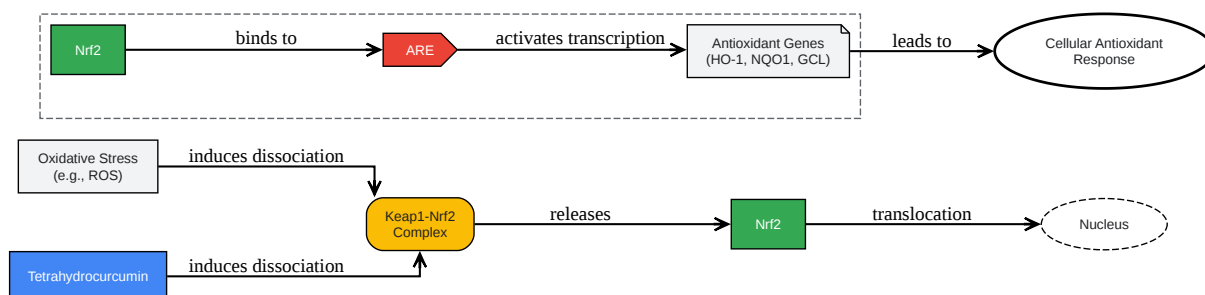 Nrf2
binds to
ARE
activates transcription
Antioxidant Genes
(HO-1, NQO1, GCL)
leads to
Cellular Antioxidant
Response
Oxidative Stress
(e.g., ROS)
induces dissociation
Keap1-Nrf2
Complex
releases
Nrf2
translocation
Nucleus
Tetrahydrocurcumin
induces dissociation